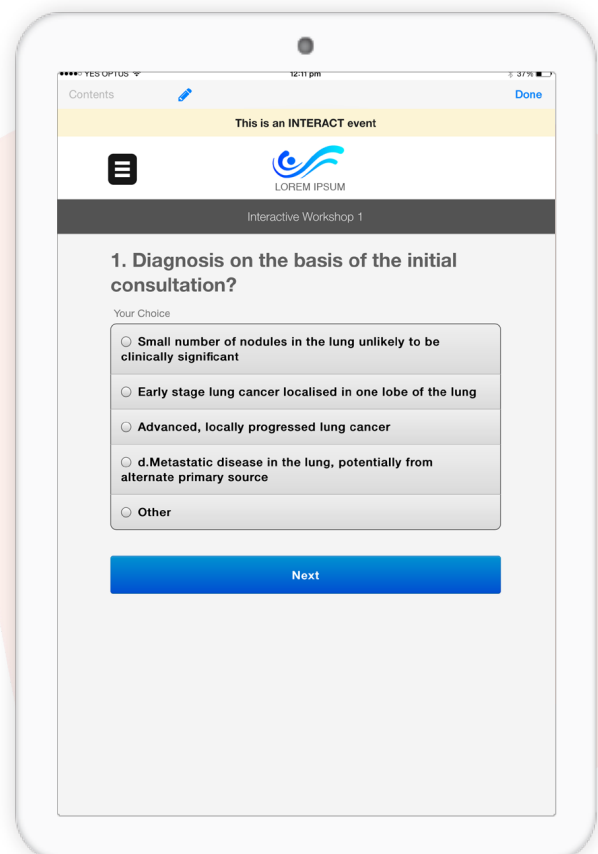 YES OPTUS 12:11 pm 37%
Contents Done
This is an INTERACT event
LOREM IPSUM
Interactive Workshop 1
1. Diagnosis on the basis of the initial
consultation?
Your Choice
Small number of nodules in the lung unlikely to be
clinically significant
Early stage lung cancer localised in one lobe of the lung
Advanced, locally progressed lung cancer
d.Metastatic disease in the lung, potentially from
alternate primary source
Other
Next